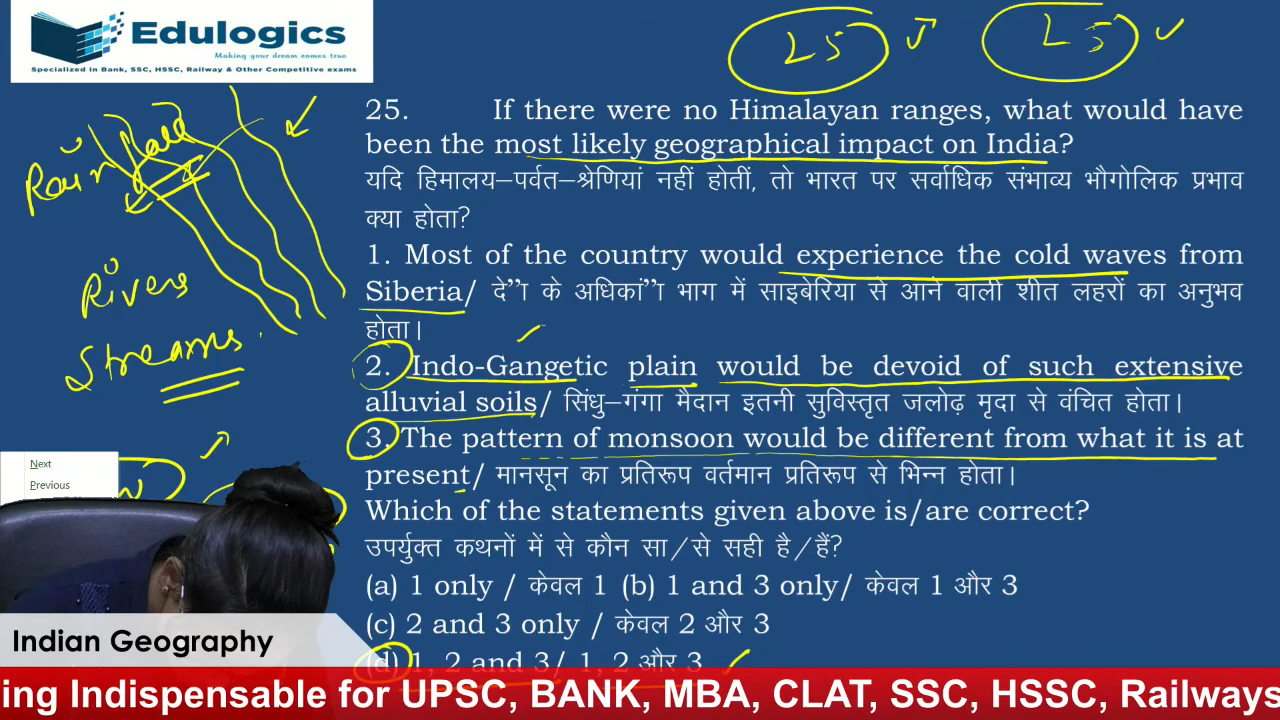 Edulogics
Making your dream comes true
Specialized in Bank, SSC, HSSC, Railway & Other Competitive exams
L5
L5
25. If there were no Himalayan ranges, what would have
been the most likely geographical impact on India?
यदि हिमालय–पर्वत–श्रेणियां नहीं होतीं, तो भारत पर सर्वाधिक संभाव्य भौगोलिक प्रभाव
क्या होता?
1. Most of the country would experience the cold waves from
Siberia/ दे”ा के अधिकां”ा भाग में साइबेरिया से आने वाली शीत लहरों का अनुभव
होता।
2. Indo-Gangetic plain would be devoid of such extensive
alluvial soils/ सिंधु–गंगा मैदान इतनी सुविस्तृत जलोढ़ मृदा से वंचित होता।
3. The pattern of monsoon would be different from what it is at
present/ मानसून का प्रतिरूप वर्तमान प्रतिरूप से भिन्न होता।
Which of the statements given above is/are correct?
उपर्युक्त कथनों में से कौन सा/से सही है/हैं?
(a) 1 only / केवल 1 (b) 1 and 3 only/ केवल 1 और 3
(c) 2 and 3 only / केवल 2 और 3
(d) 1, 2 and 3/ 1, 2 और 3
Rain
Rivers
Streams
Next
Previous
Indian Geography
ing Indispensable for UPSC, BANK, MBA, CLAT, SSC, HSSC, Railways